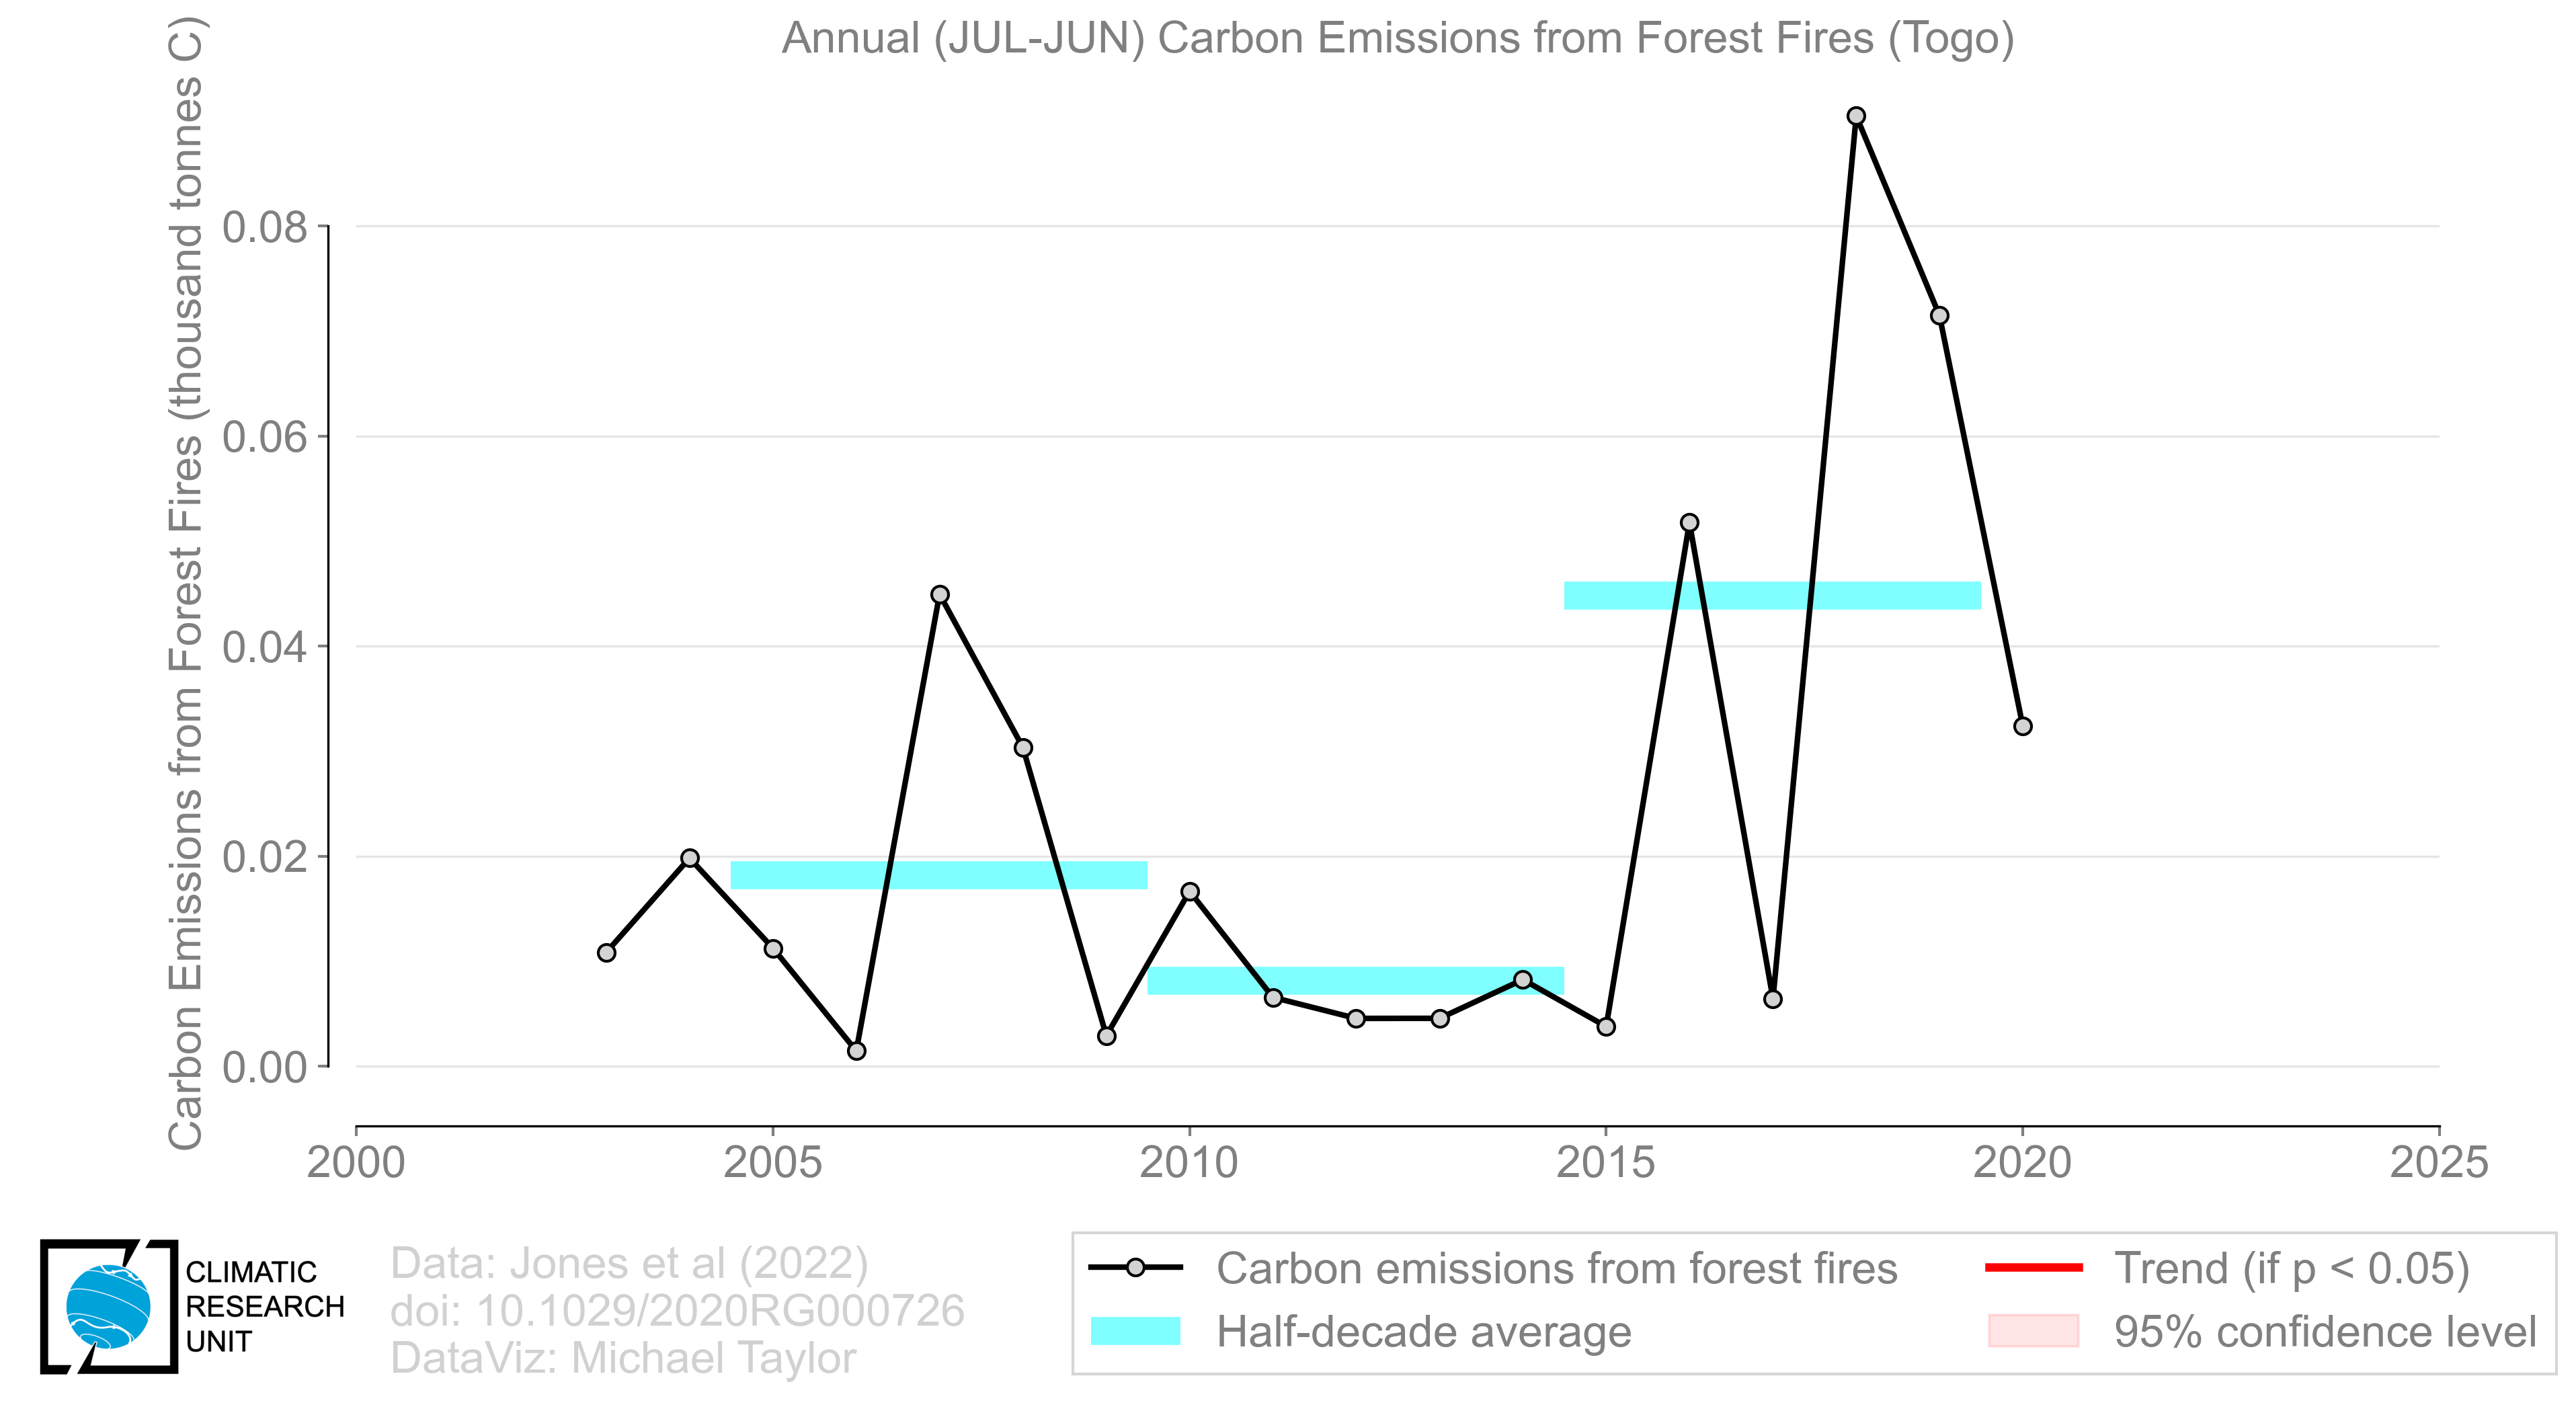 Annual (JUL-JUN) Carbon Emissions from Forest Fires (Togo)
Carbon Emissions from Forest Fires (thousand tonnes C)
0.08
0.06
0.04
0.02
0.00
2000 2005 2010 2015 2020 2025
CLIMATIC
RESEARCH
UNIT
Data: Jones et al (2022)
doi: 10.1029/2020RG000726
DataViz: Michael Taylor
Carbon emissions from forest fires
Half-decade average
Trend (if p < 0.05)
95% confidence level